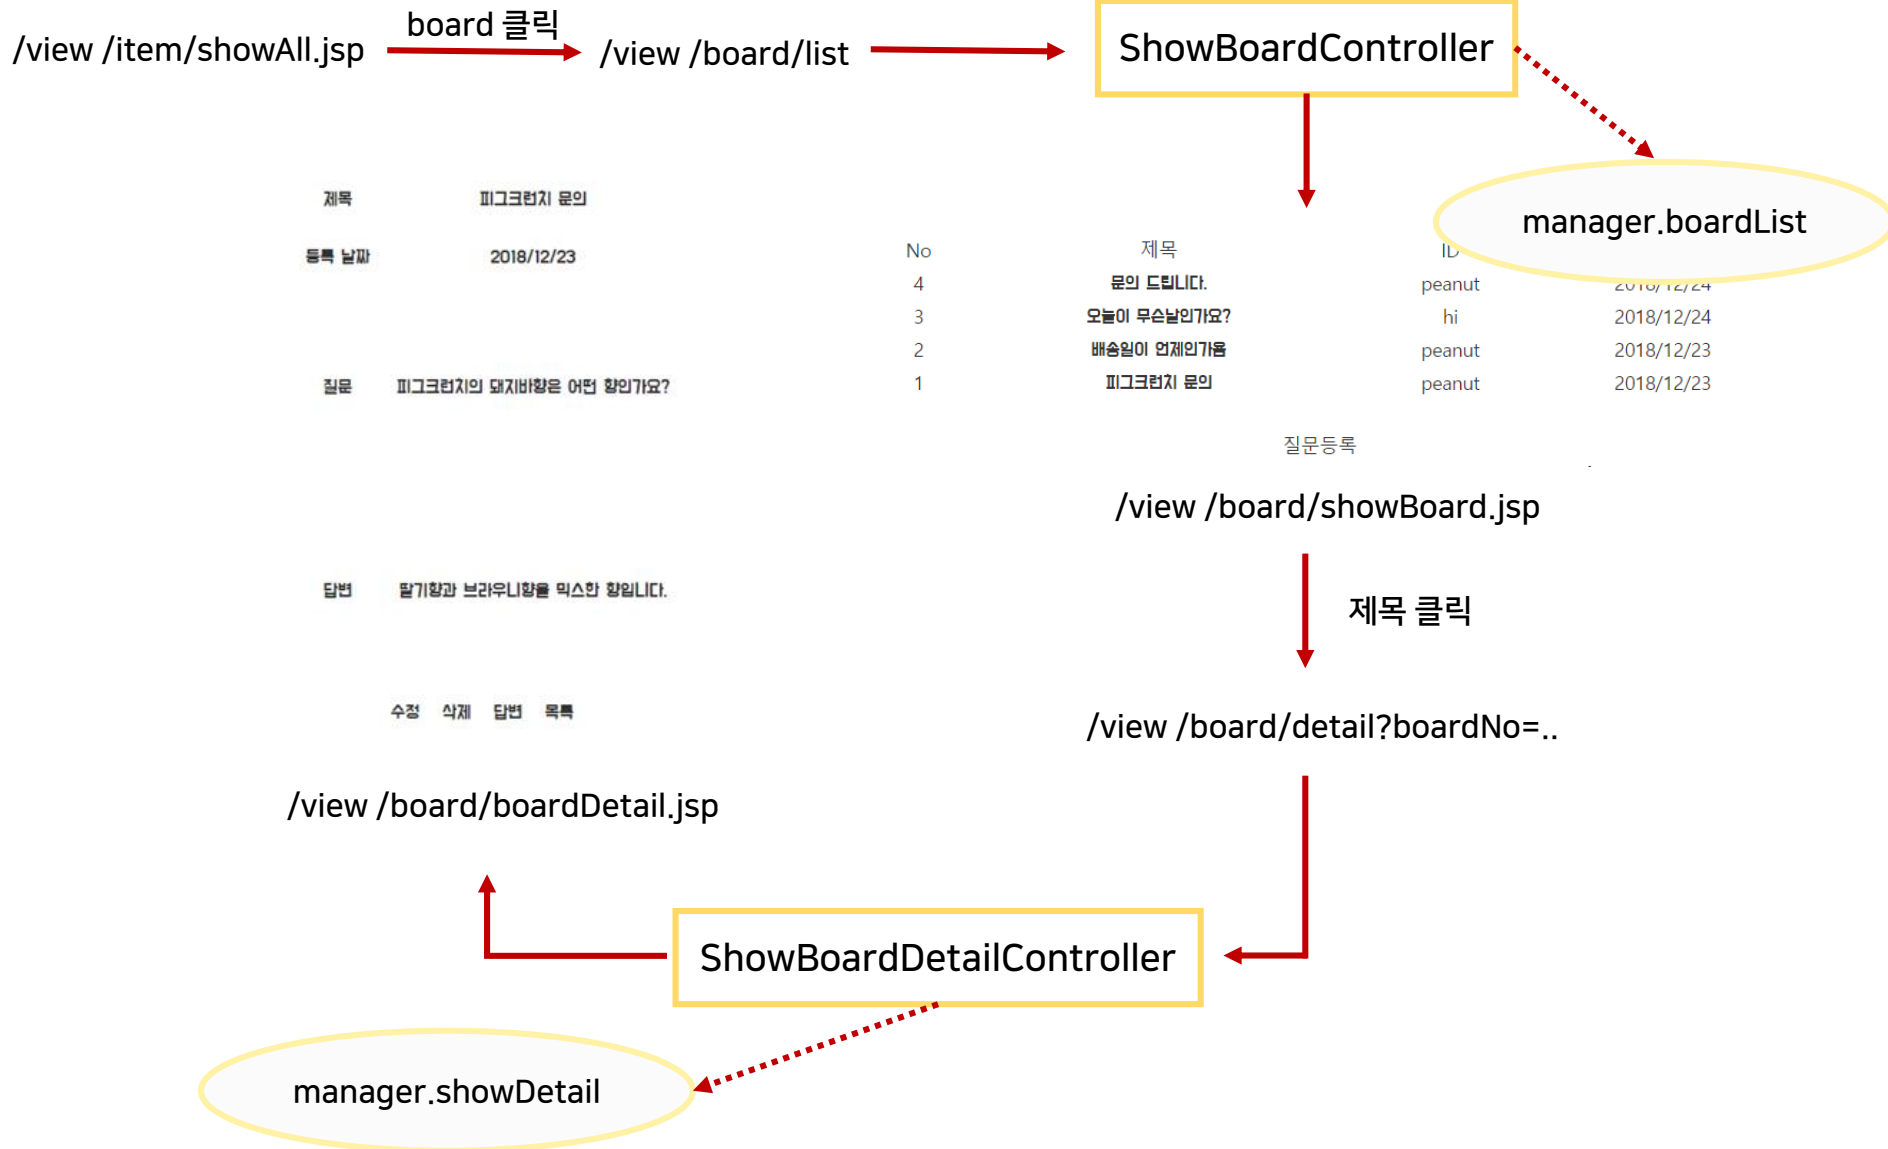 /view /item/showAll.jsp
board 클릭
/view /board/list
ShowBoardController
manager.boardList
제목 피그크런치 문의
등록 날짜 2018/12/23
질문 피그크런치의 돼지바향은 어떤 향인가요?
답변 딸기향과 브라우니향을 믹스한 향입니다.
수정 삭제 답변 목록
/view /board/boardDetail.jsp
No 제목 ID
4 문의 드립니다. peanut 2018/12/24
3 오늘이 무슨날인가요? hi 2018/12/24
2 배송일이 언제인가욤 peanut 2018/12/23
1 피그크런치 문의 peanut 2018/12/23
질문등록
/view /board/showBoard.jsp
제목 클릭
/view /board/detail?boardNo=..
ShowBoardDetailController
manager.showDetail